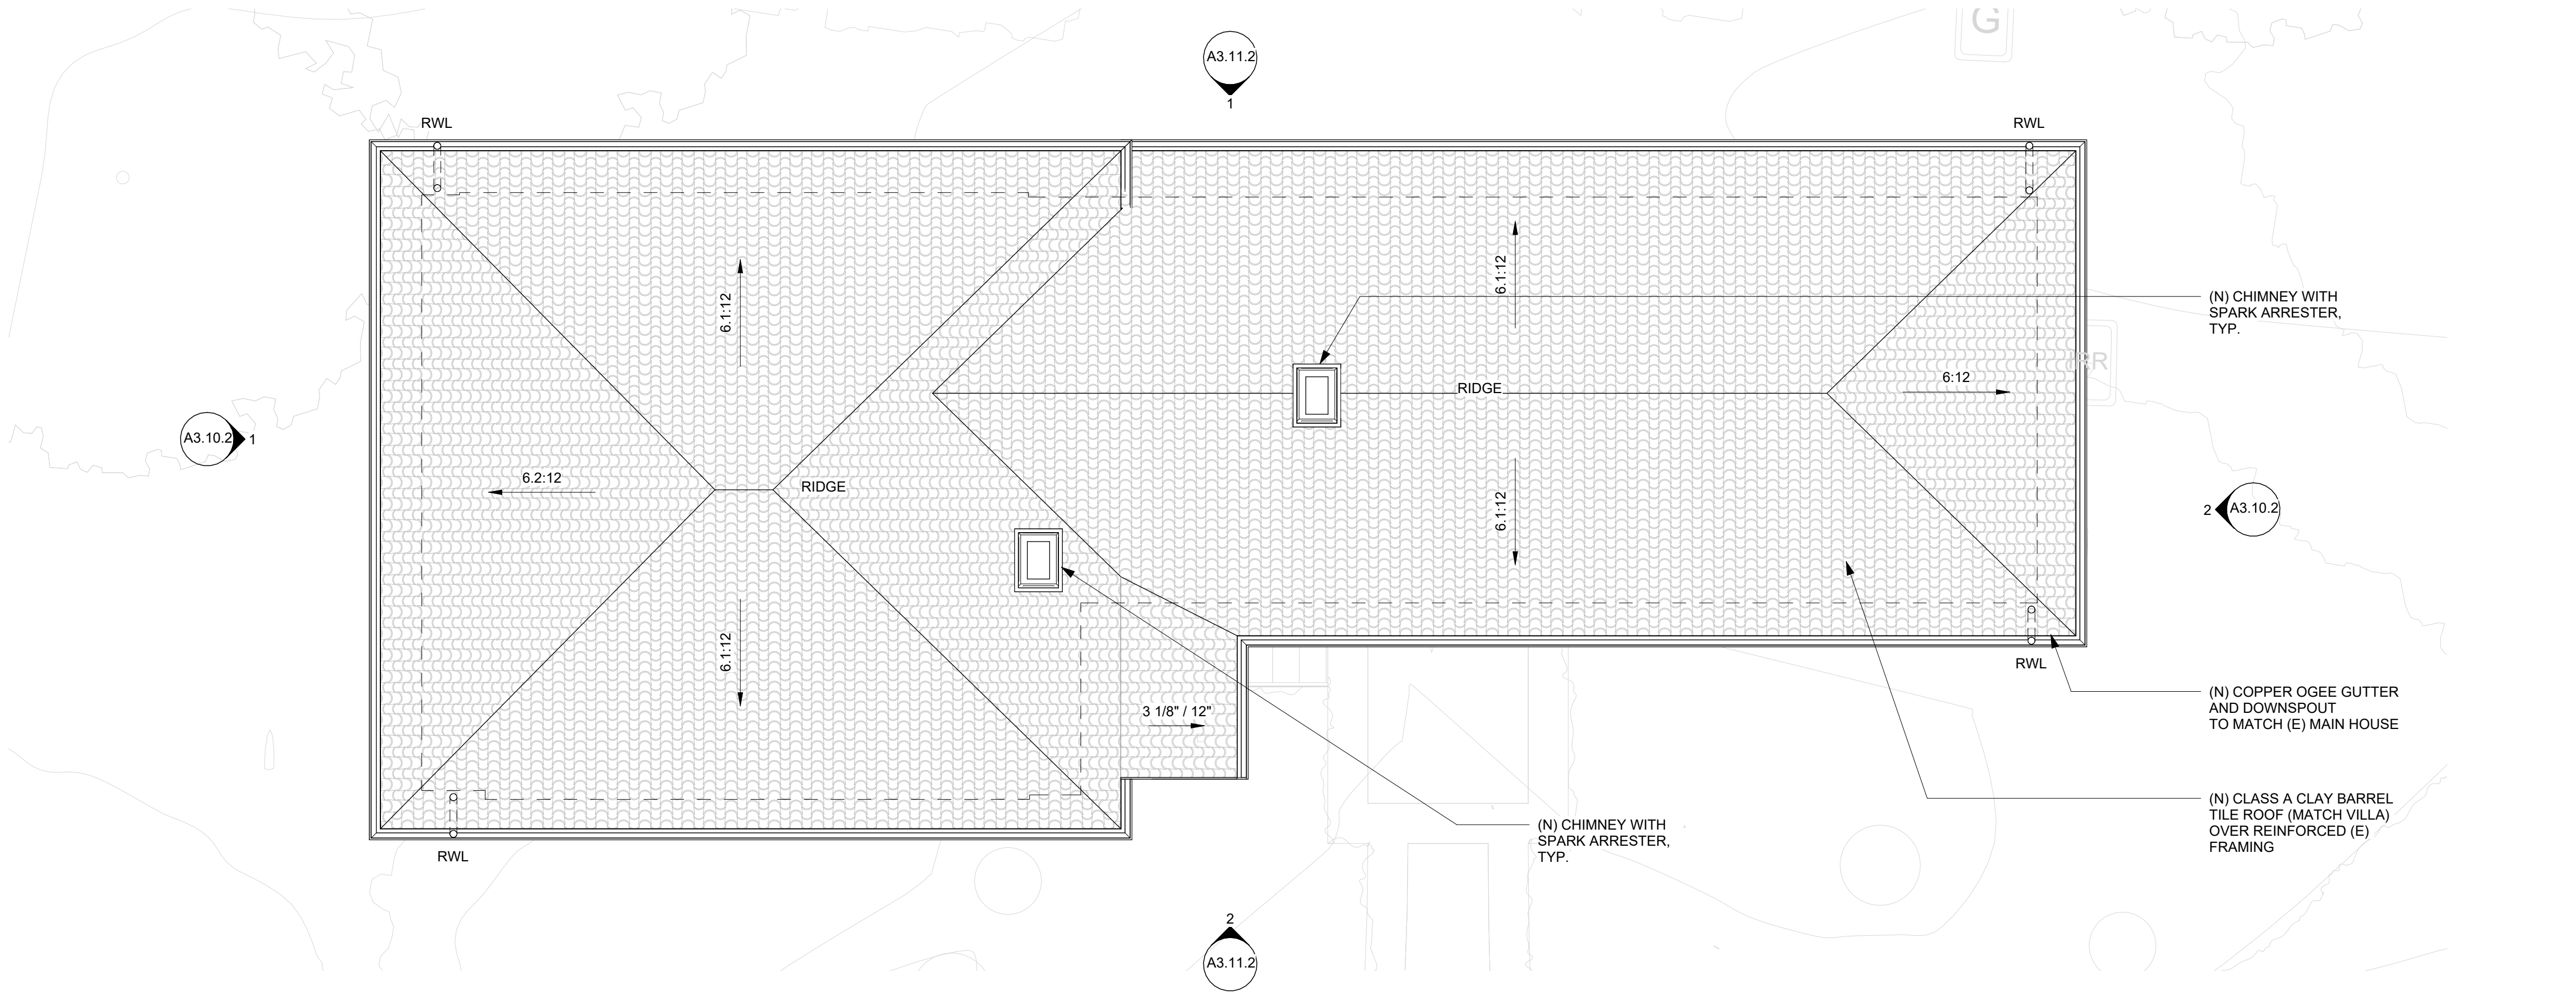 G
A3.11.2
1
RWL
RWL
6.1:12
6.1:12
(N) CHIMNEY WITH
SPARK ARRESTER,
TYP.
IRR
6:12
RIDGE
A3.10.2
1
6.2:12
RIDGE
6.1:12
2
A3.10.2
6.1:12
RWL
(N) COPPER OGEE GUTTER
AND DOWNSPOUT
TO MATCH (E) MAIN HOUSE
3 1/8" / 12"
(N) CLASS A CLAY BARREL
TILE ROOF (MATCH VILLA)
OVER REINFORCED (E)
FRAMING
(N) CHIMNEY WITH
SPARK ARRESTER,
TYP.
RWL
2
A3.11.2